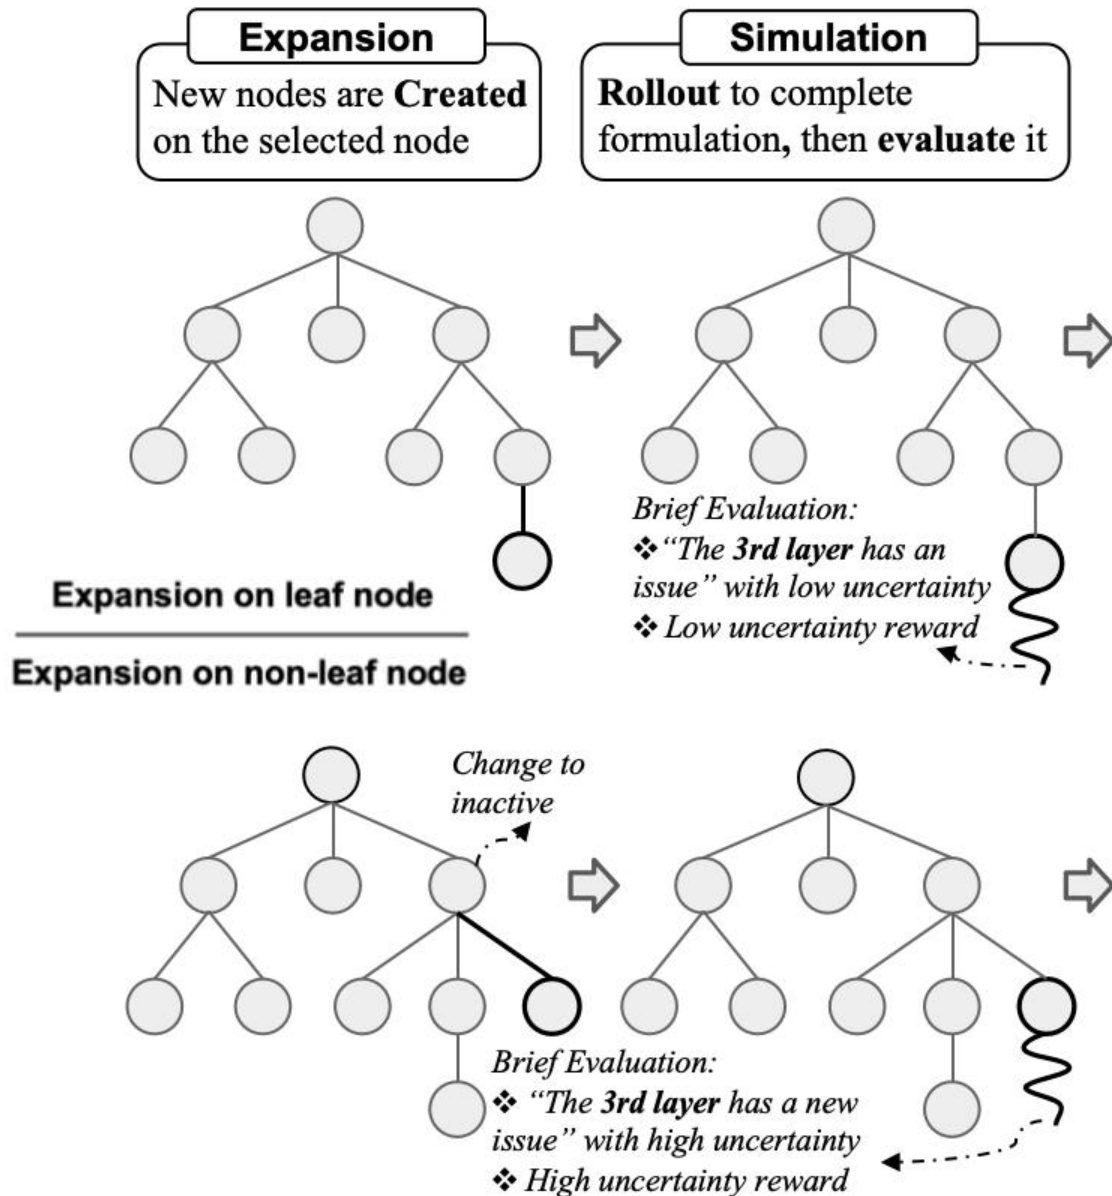 Expansion
New nodes are Created
on the selected node
Simulation
Rollout to complete
formulation, then evaluate it
Brief Evaluation:
❖“The 3rd layer has an
issue” with low uncertainty
❖ Low uncertainty reward
Expansion on leaf node
Expansion on non-leaf node
Change to
inactive
Brief Evaluation:
❖ “The 3rd layer has a new
issue” with high uncertainty
❖ High uncertainty reward